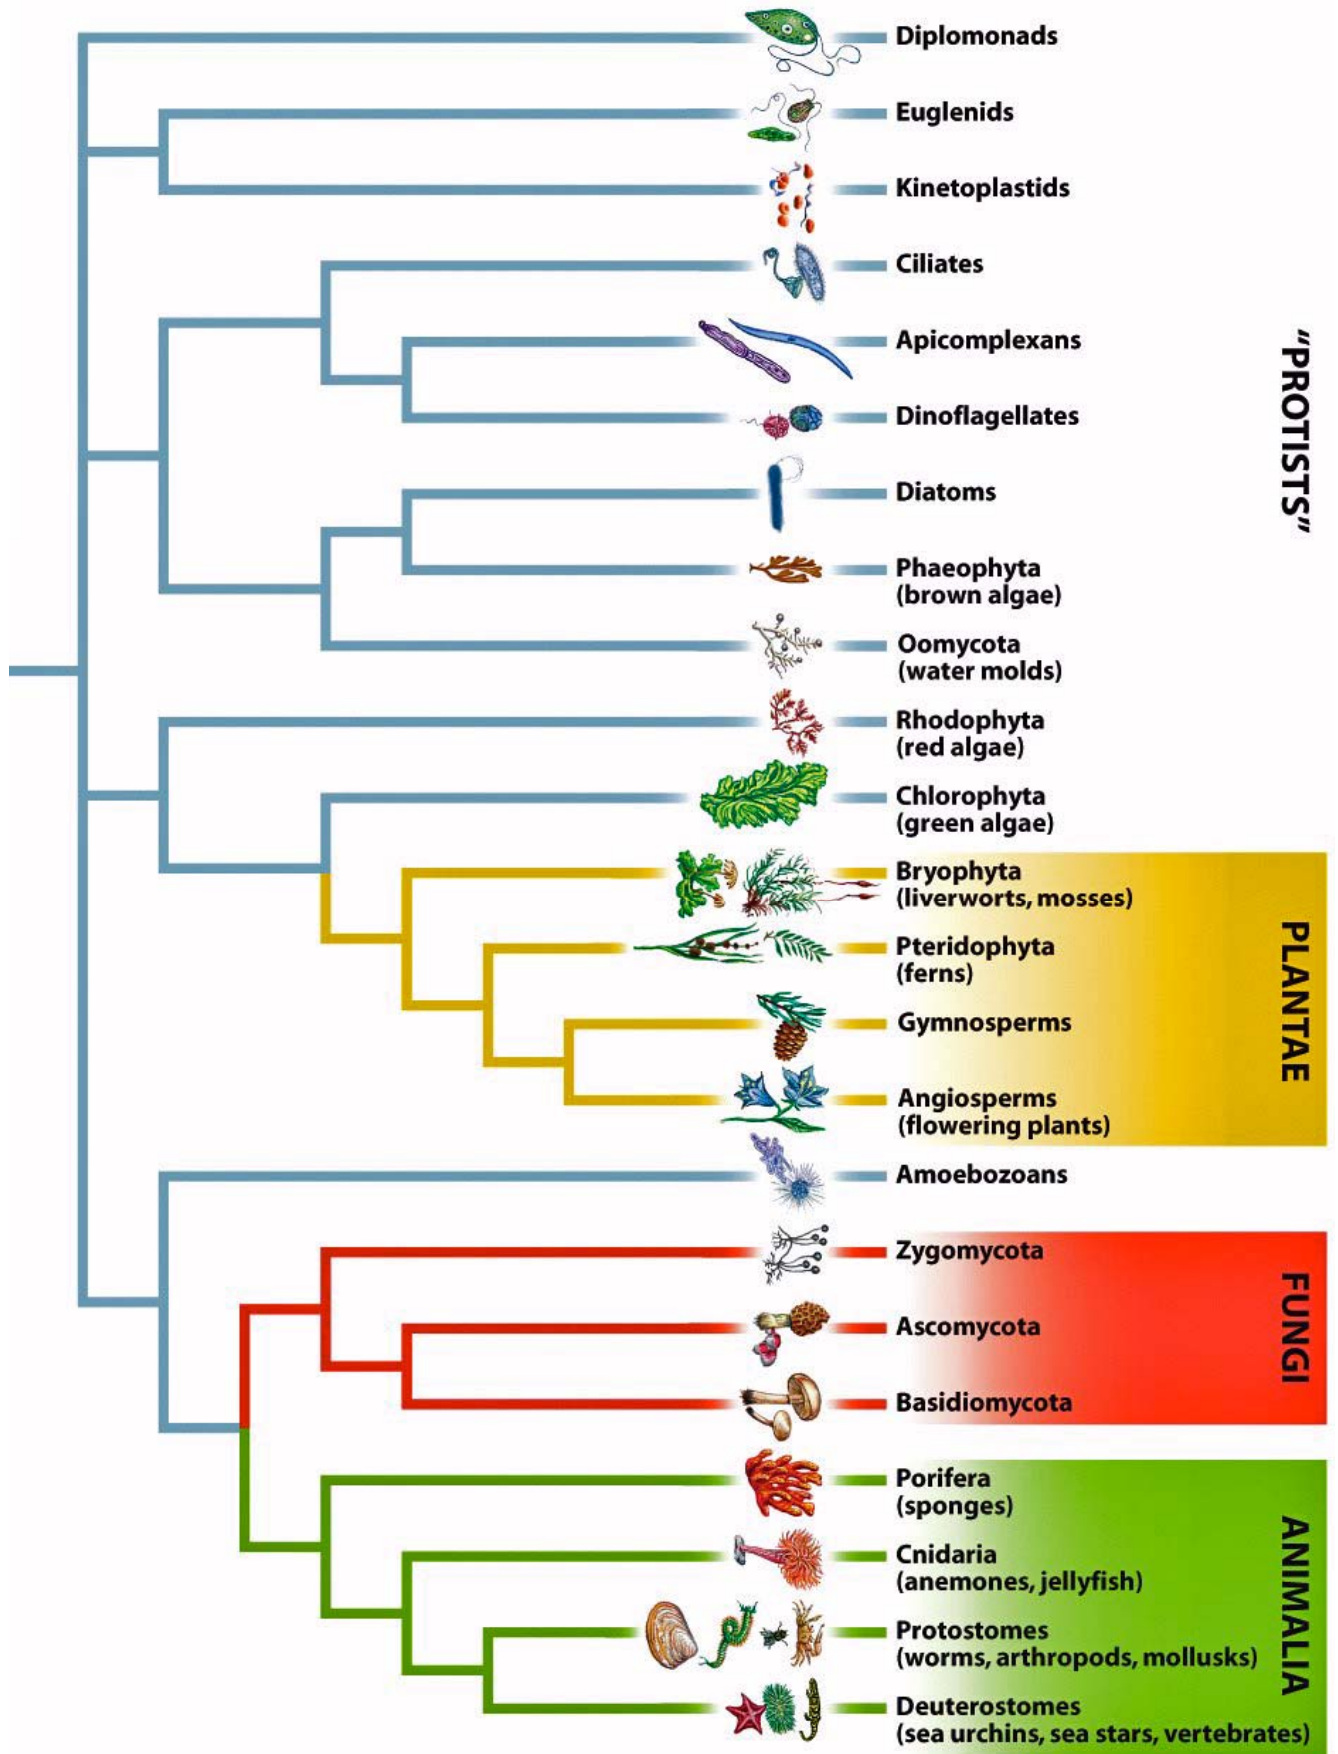 Diplomonads
Euglenids
Kinetoplastids
Ciliates
Apicomplexans
Dinoflagellates
Diatoms
Phaeophyta
(brown algae)
Oomycota
(water molds)
Rhodophyta
(red algae)
Chlorophyta
(green algae)
"PROTISTS"
Bryophyta
(liverworts, mosses)
Pteridophyta
(ferns)
Gymnosperms
Angiosperms
(flowering plants)
PLANTAE
Amoebozoans
Zygomycota
Ascomycota
Basidiomycota
FUNGI
Porifera
(sponges)
Cnidaria
(anemones, jellyfish)
Protostomes
(worms, arthropods, mollusks)
Deuterostomes
(sea urchins, sea stars, vertebrates)
ANIMALIA